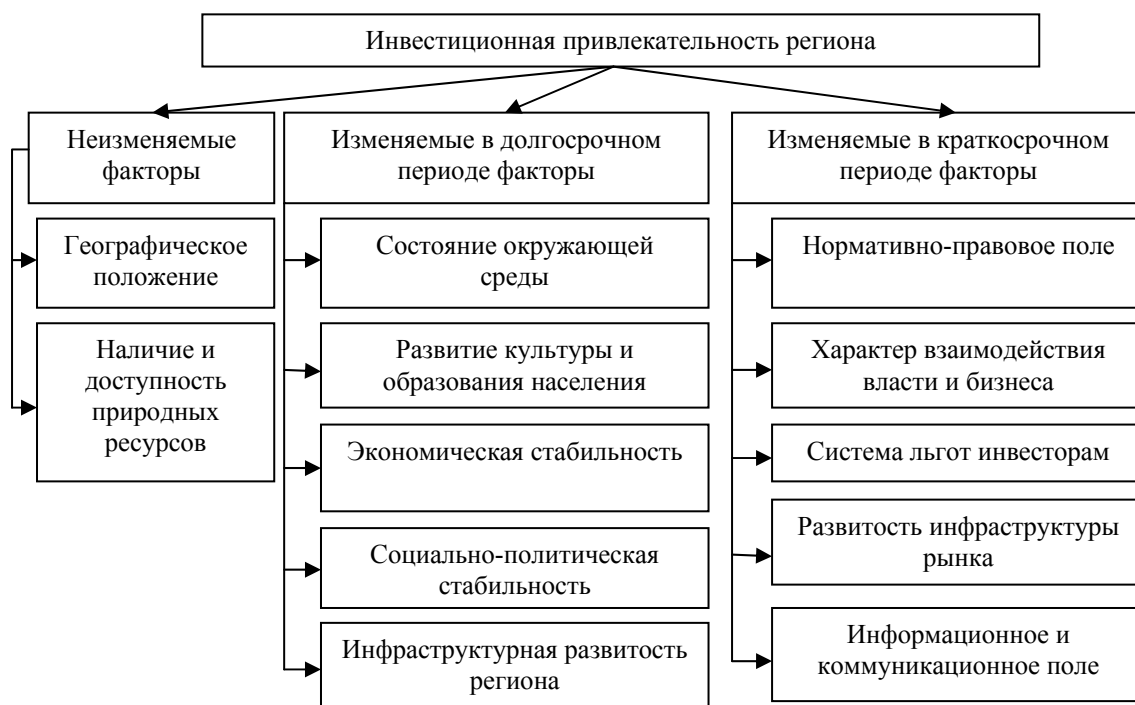 Инвестиционная привлекательность региона
Неизменяемые
факторы
Географическое
положение
Наличие и
доступность
природных
ресурсов
Изменяемые в долгосрочном
периоде факторы
Состояние окружающей
среды
Развитие культуры и
образования населения
Экономическая стабильность
Социально-политическая
стабильность
Инфраструктурная развитость
региона
Изменяемые в краткосрочном
периоде факторы
Нормативно-правовое поле
Характер взаимодействия
власти и бизнеса
Система льгот инвесторам
Развитость инфраструктуры
рынка
Информационное и
коммуникационное поле